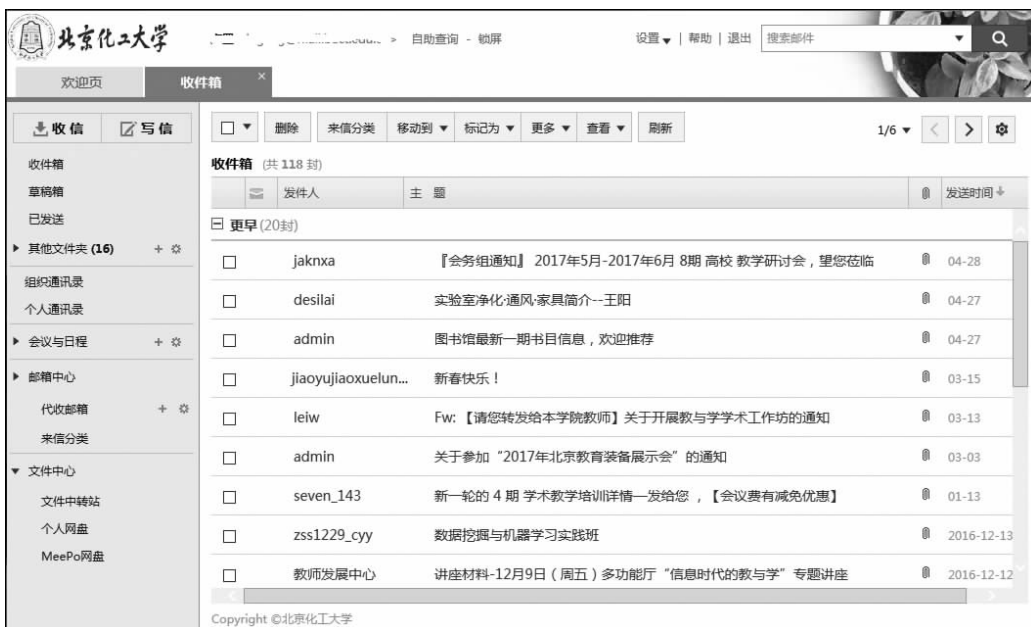 北京化工大学
> 自助查询 - 锁屏
设置 | 帮助 | 退出 搜索邮件
欢迎页 收件箱 ×
收信 写信
收件箱
草稿箱
已发送
其他文件夹 (16) +
组织通讯录
个人通讯录
会议与日程 +
邮箱中心
代收邮箱 +
来信分类
文件中心
文件中转站
个人网盘
MeePo网盘
删除 来信分类 移动到 标记为 更多 查看 刷新 1/6 < >
收件箱 (共 118 封)
发件人 主 题 发送时间
更早(20封)
jaknxa 『会务组通知』 2017年5月-2017年6月 8期 高校 教学研讨会，望您莅临 04-28
desilai 实验室净化·通风·家具简介--王阳 04-27
admin 图书馆最新一期书目信息，欢迎推荐 04-27
jiaoyujiaoxuelun... 新春快乐！ 03-15
leiw Fw: 【请您转发给本学院教师】关于开展教与学学术工作坊的通知 03-13
admin 关于参加“2017年北京教育装备展示会”的通知 03-03
seven_143 新一轮的 4 期 学术教学培训详情—发给您 ，【会议费有减免优惠】 01-13
zss1229_cyy 数据挖掘与机器学习实践班 2016-12-13
教师发展中心 讲座材料-12月9日（周五）多功能厅“信息时代的教与学”专题讲座 2016-12-12
Copyright ©北京化工大学